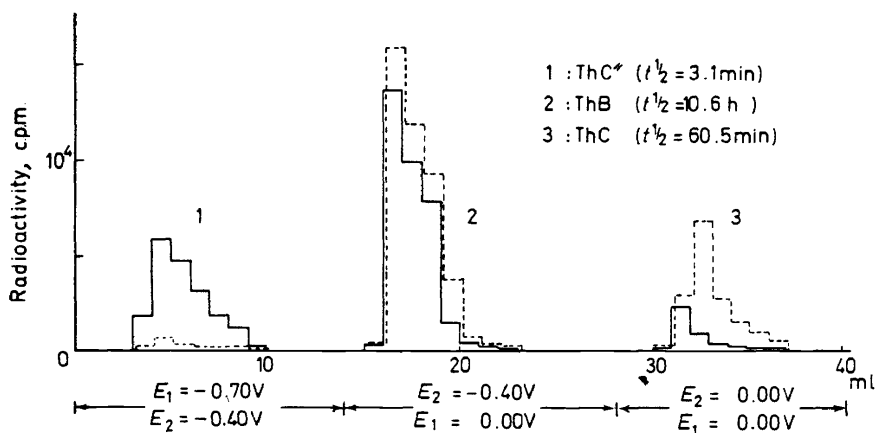 1 : ThC" (t½ = 3.1min)
2 : ThB (t½ = 10.6 h )
3 : ThC (t½ = 60.5min)
Radioactivity, c.p.m.
10⁴
0
1
2
3
10
20
30
40
ml
E₁ = -0.70V
E₂ = -0.40V
E₂ = -0.40V
E₁ = 0.00V
E₂ = 0.00V
E₁ = 0.00V